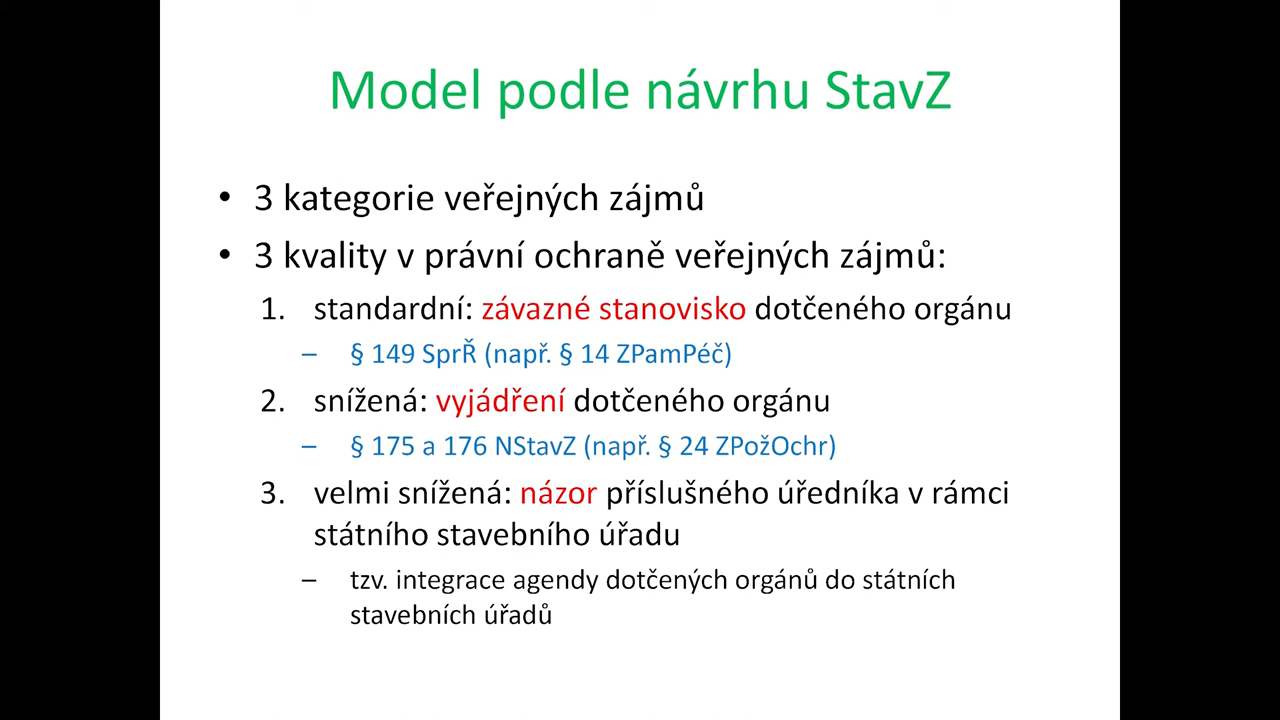 Model podle návrhu StavZ
• 3 kategorie veřejných zájmů
• 3 kvality v právní ochraně veřejných zájmů:
1. standardní: závazné stanovisko dotčeného orgánu
– § 149 SprŘ (např. § 14 ZPamPéč)
2. snížená: vyjádření dotčeného orgánu
– § 175 a 176 NStavZ (např. § 24 ZPožOchr)
3. velmi snížená: názor příslušného úředníka v rámci
státního stavebního úřadu
– tzv. integrace agendy dotčených orgánů do státních
stavebních úřadů